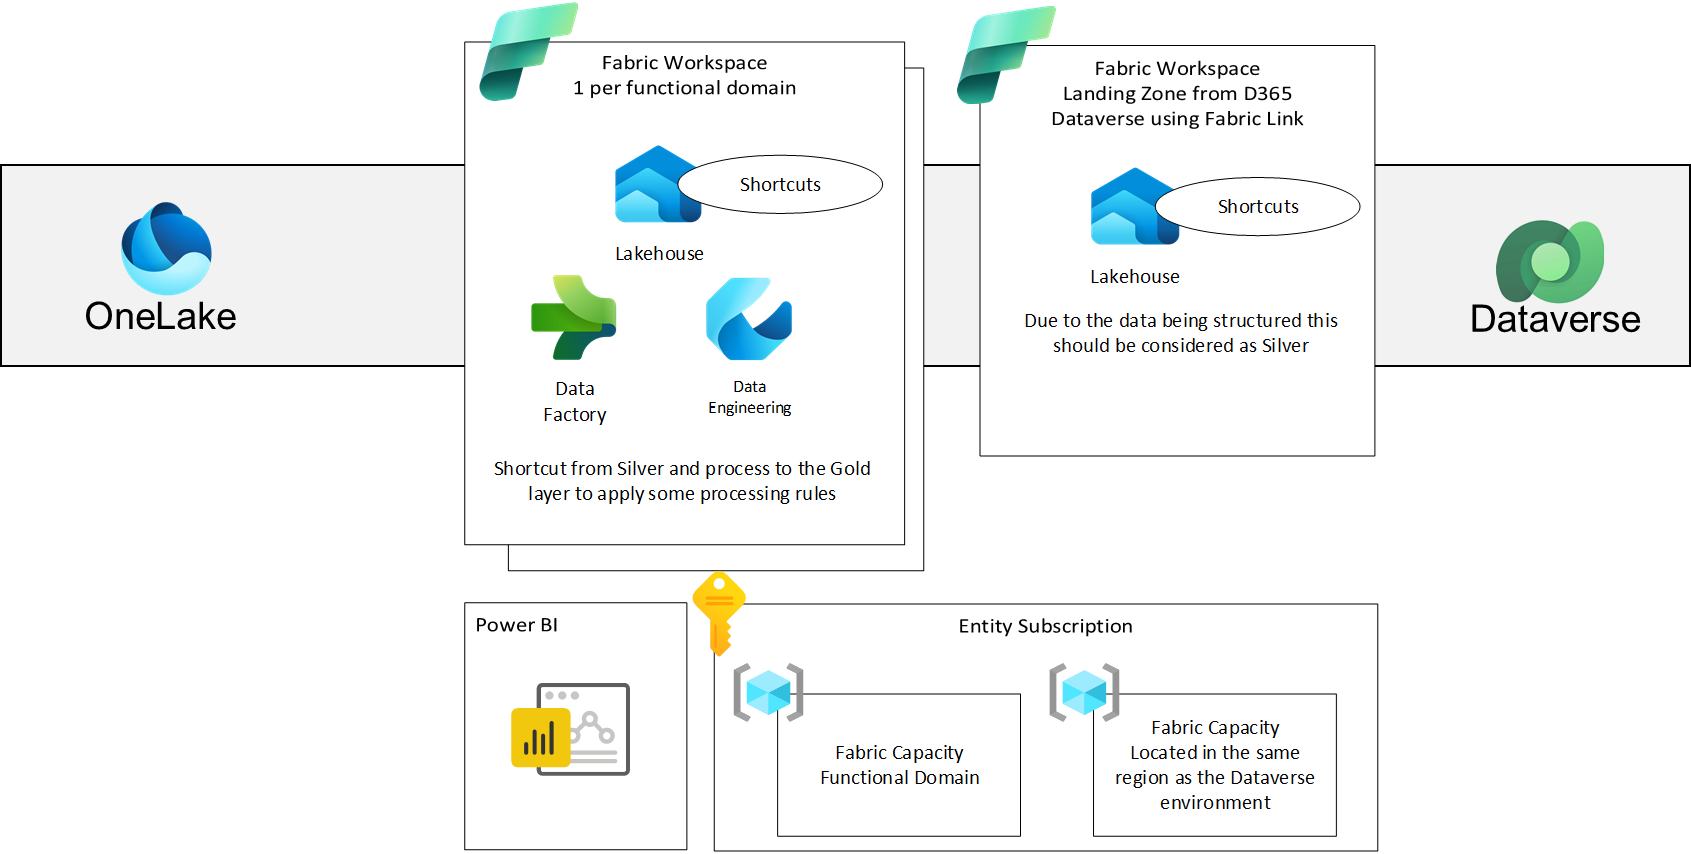 Fabric Workspace
1 per functional domain
Shortcuts
Lakehouse
Data
Factory
Data
Engineering
Shortcut from Silver and process to the Gold
layer to apply some processing rules
Fabric Workspace
Landing Zone from D365
Dataverse using Fabric Link
Shortcuts
Lakehouse
Due to the data being structured this
should be considered as Silver
OneLake
Dataverse
Power BI
Entity Subscription
Fabric Capacity
Functional Domain
Fabric Capacity
Located in the same
region as the Dataverse
environment